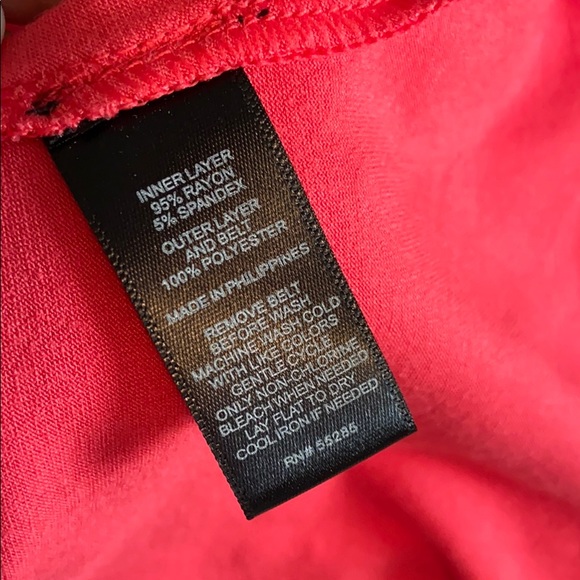 INNER LAYER
95% RAYON
5% SPANDEX
OUTER LAYER
AND BELT
100% POLYESTER
MADE IN PHILIPPINES
REMOVE BELT
BEFORE WASH
MACHINE WASH COLD
WITH LIKE COLORS
GENTLE CYCLE
ONLY NON-CHLORINE
BLEACH WHEN NEEDED
LAY FLAT TO DRY
COOL IRON IF NEEDED
RN# 55285